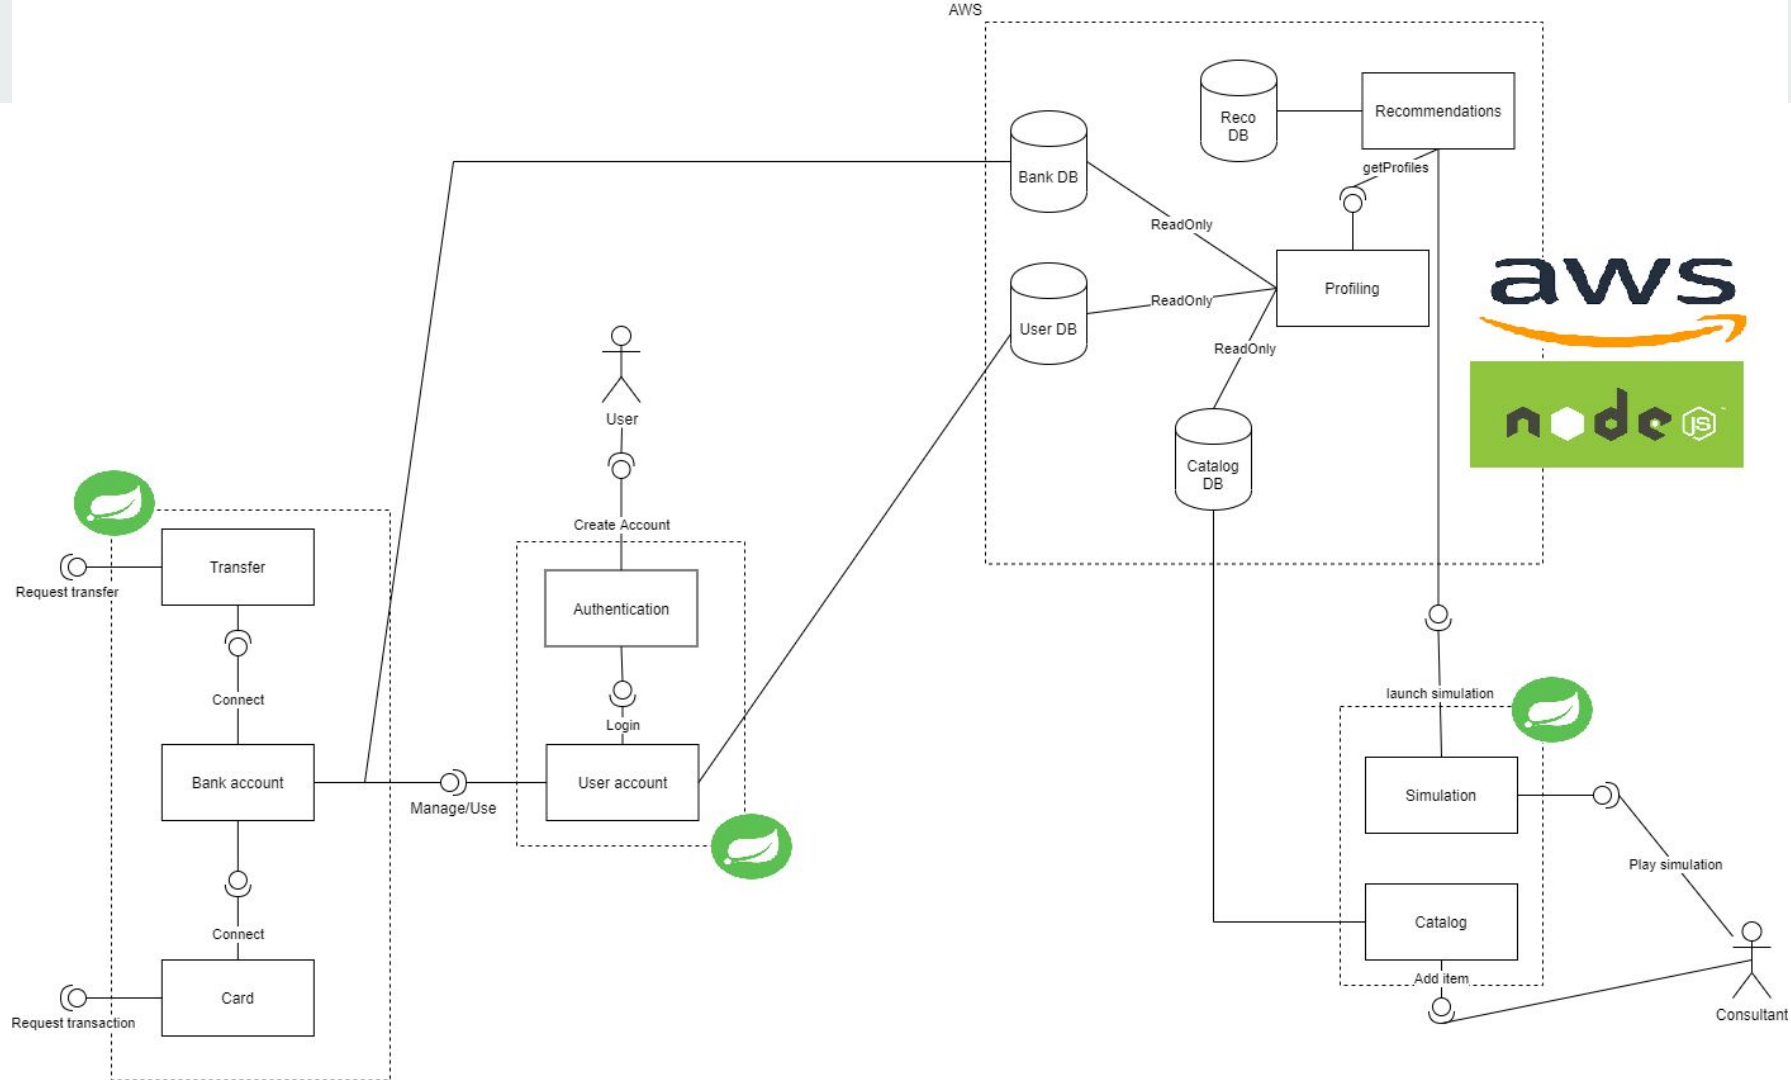 AWS
Reco
DB
Recommendations
getProfiles
Bank DB
ReadOnly
Profiling
User DB
ReadOnly
ReadOnly
Catalog
DB
aws
node
JS
™
User
Create Account
Authentication
Login
User account
Manage/Use
Transfer
Request transfer
Connect
Bank account
Connect
Card
Request transaction
launch simulation
Simulation
Play simulation
Catalog
Add item
Consultant